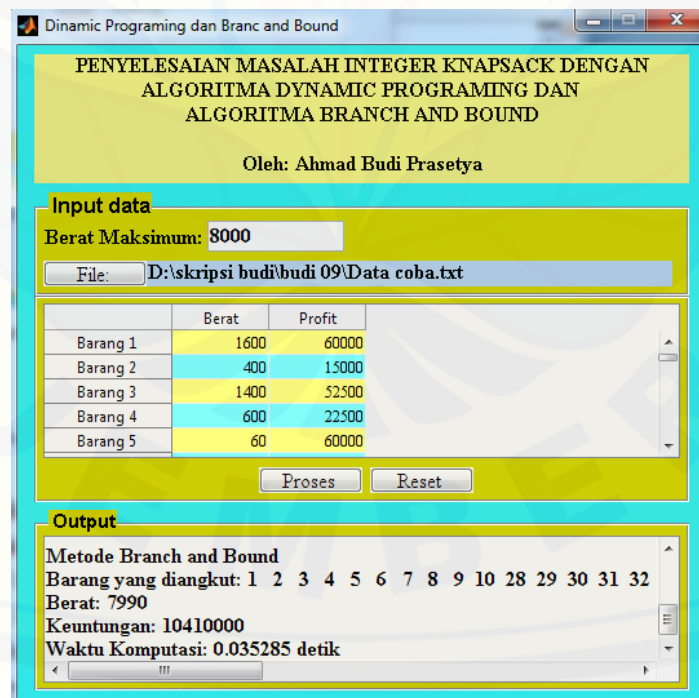 Dinamic Programing dan Branc and Bound
PENYELESAIAN MASALAH INTEGER KNAPSACK DENGAN
ALGORITMA DYNAMIC PROGRAMING DAN
ALGORITMA BRANCH AND BOUND
Oleh: Ahmad Budi Prasetya
Input data
Berat Maksimum: 8000
File: D:\skripsi budi\budi 09\Data coba.txt
Berat Profit
Barang 1 1600 60000
Barang 2 400 15000
Barang 3 1400 52500
Barang 4 600 22500
Barang 5 60 60000
Proses Reset
Output
Metode Branch and Bound
Barang yang diangkut: 1 2 3 4 5 6 7 8 9 10 28 29 30 31 32
Berat: 7990
Keuntungan: 10410000
Waktu Komputasi: 0.035285 detik